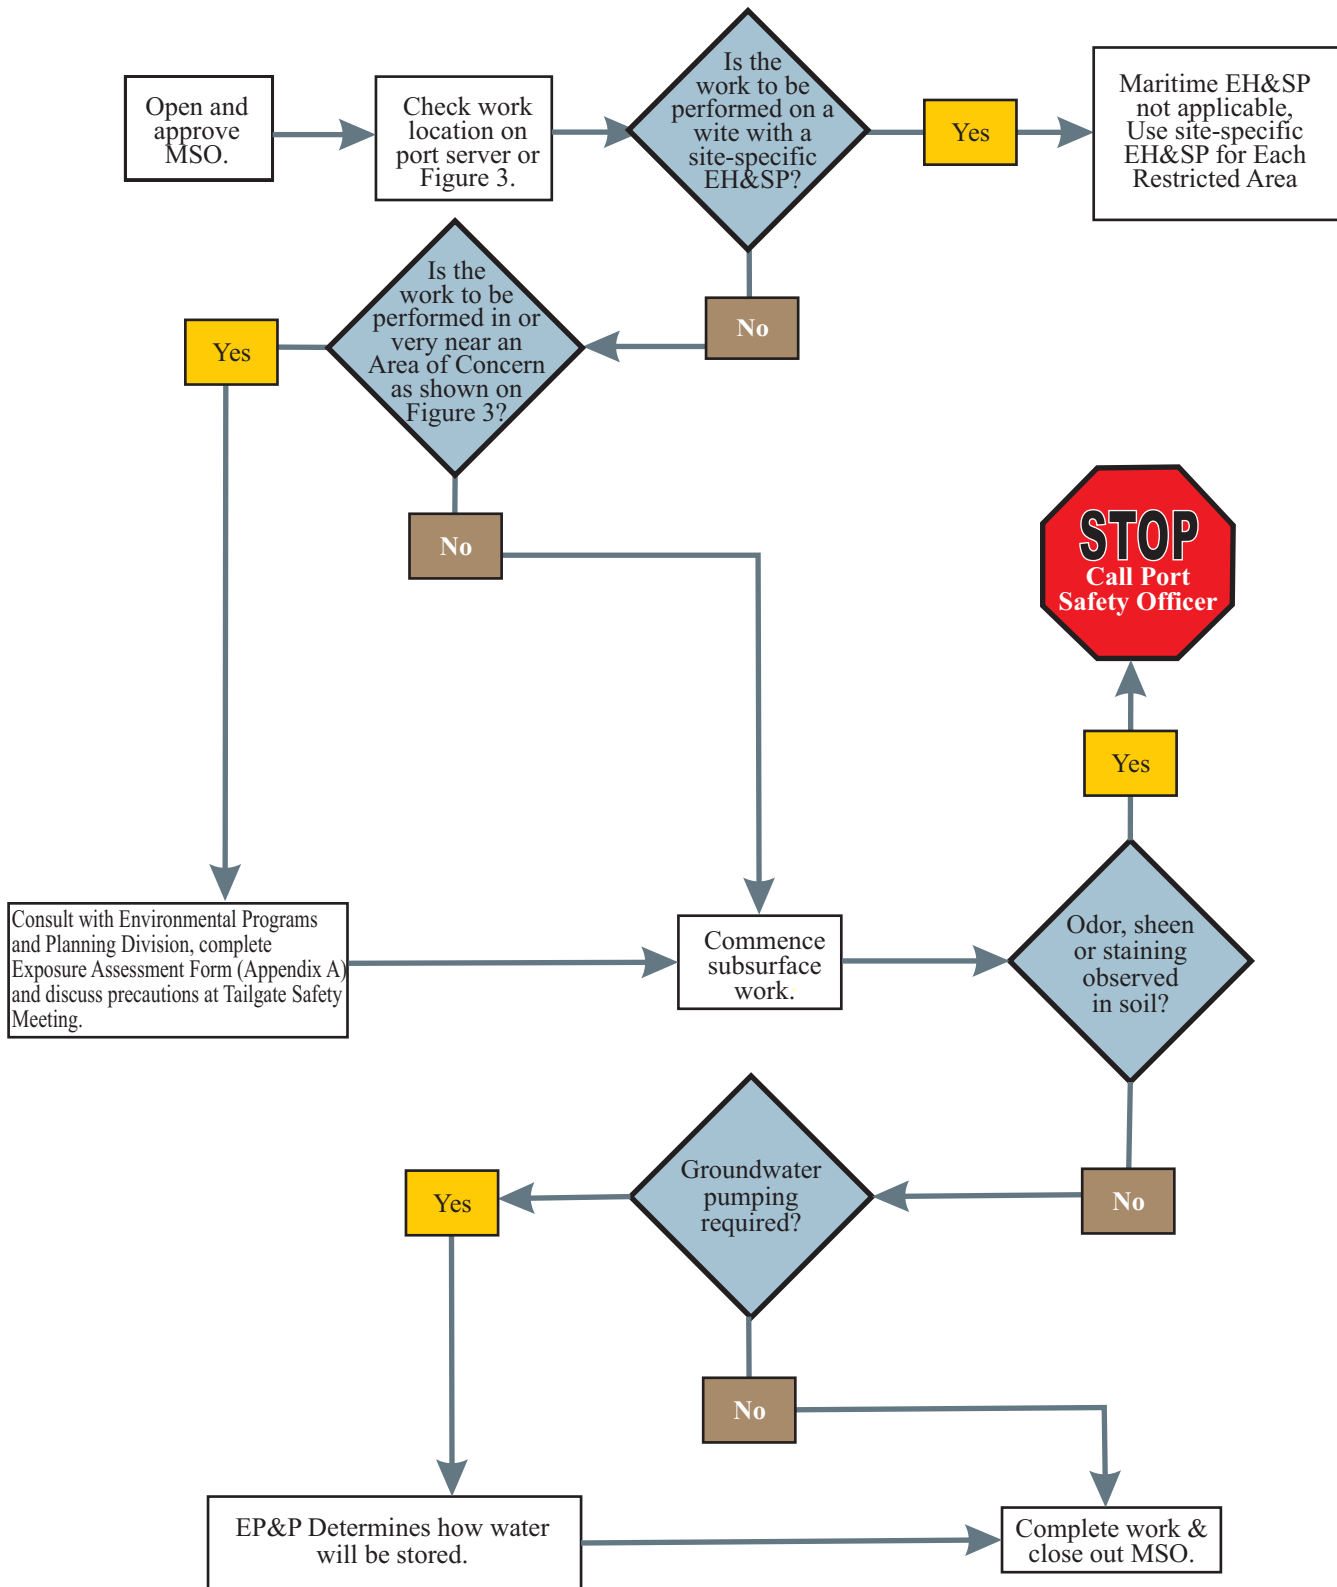 Open and
approve
MSO.
Check work
location on
port server or
Figure 3.
Is the
work to be
performed on a
wite with a
site-specific
EH&SP?
Yes
Maritime EH&SP
not applicable,
Use site-specific
EH&SP for Each
Restricted Area
No
Is the
work to be
performed in or
very near an
Area of Concern
as shown on
Figure 3?
Yes
No
STOP
Call Port
Safety Officer
Yes
Consult with Environmental Programs
and Planning Division, complete
Exposure Assessment Form (Appendix A)
and discuss precautions at Tailgate Safety
Meeting.
Commence
subsurface
work.
Odor, sheen
or staining
observed
in soil?
No
Groundwater
pumping
required?
Yes
No
EP&P Determines how water
will be stored.
Complete work &
close out MSO.